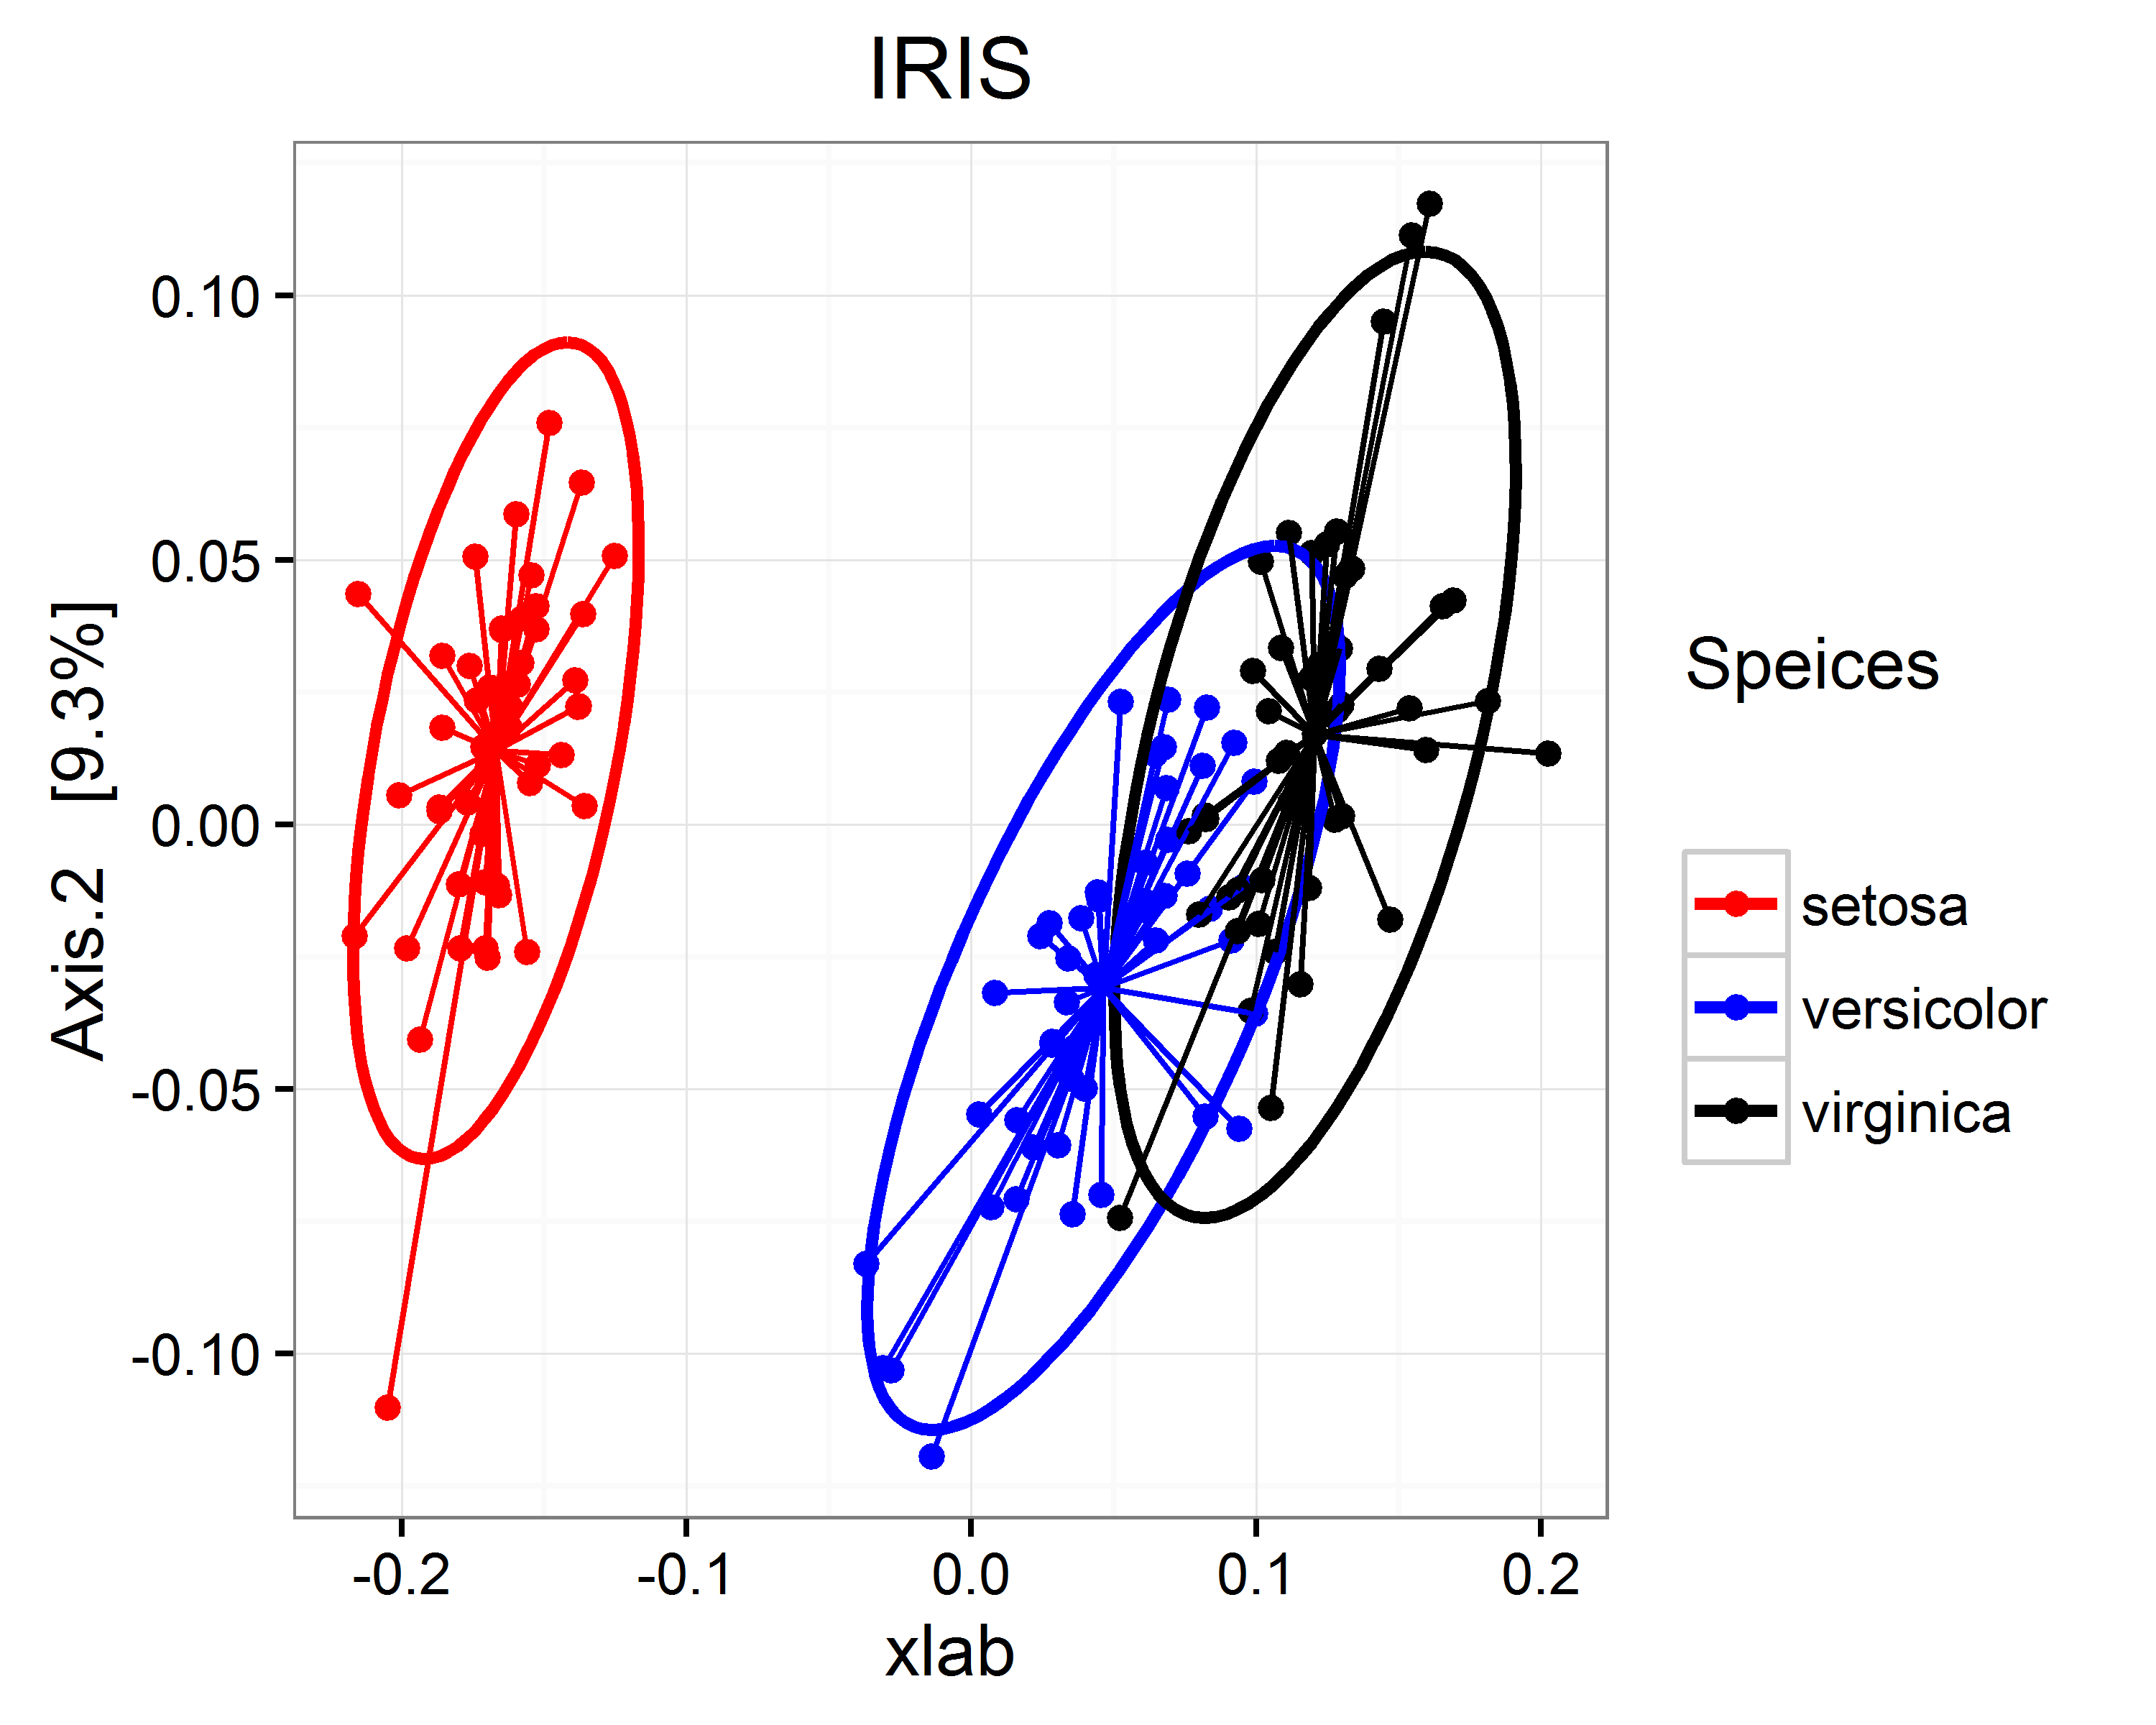 IRIS
0.10
0.05
0.00
-0.05
-0.10
Axis.2 [9.3%]
-0.2
-0.1
0.0
0.1
0.2
xlab
Speices
setosa
versicolor
virginica